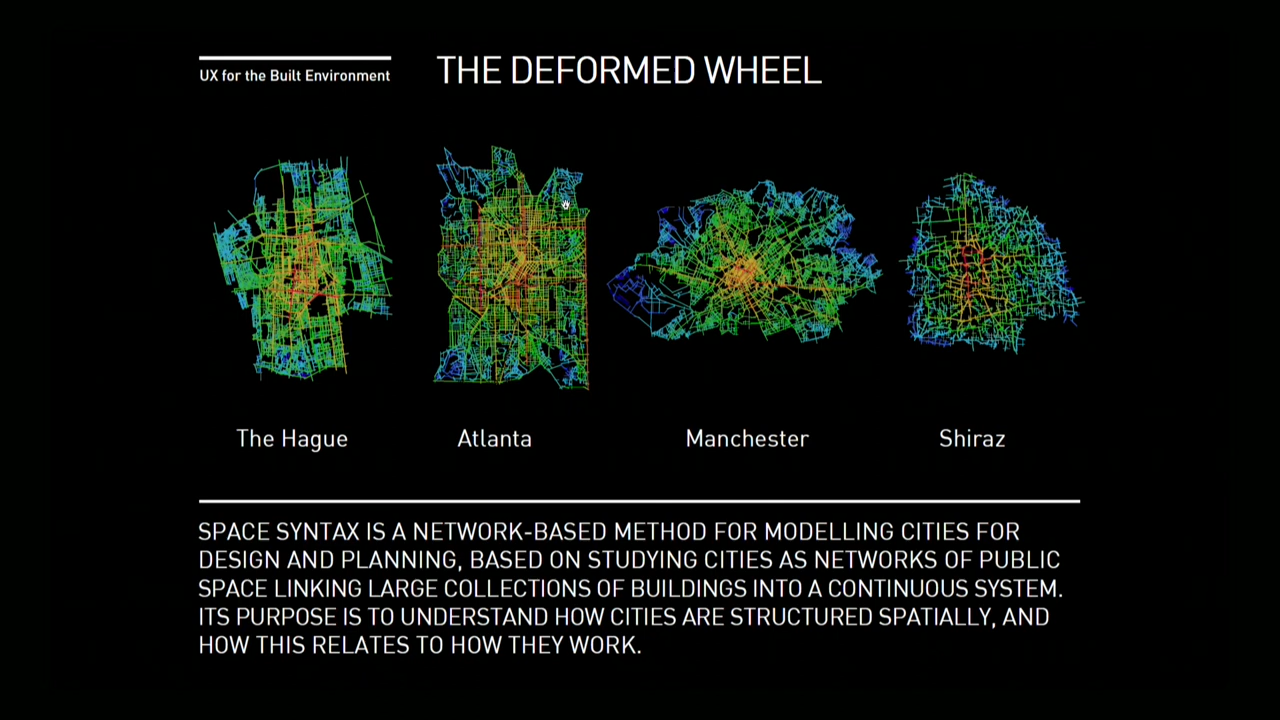 UX for the Built Environment
THE DEFORMED WHEEL
The Hague
Atlanta
Manchester
Shiraz
SPACE SYNTAX IS A NETWORK-BASED METHOD FOR MODELLING CITIES FOR
DESIGN AND PLANNING, BASED ON STUDYING CITIES AS NETWORKS OF PUBLIC
SPACE LINKING LARGE COLLECTIONS OF BUILDINGS INTO A CONTINUOUS SYSTEM.
ITS PURPOSE IS TO UNDERSTAND HOW CITIES ARE STRUCTURED SPATIALLY, AND
HOW THIS RELATES TO HOW THEY WORK.